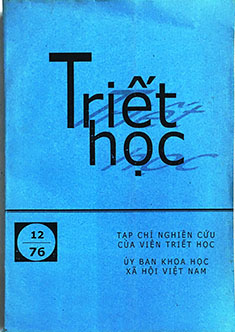 Triết
học
12
76
TẠP CHÍ NGHIÊN CỨU
CỦA VIỆN TRIẾT HỌC
ỦY BAN KHOA HỌC
XÃ HỘI VIỆT NAM